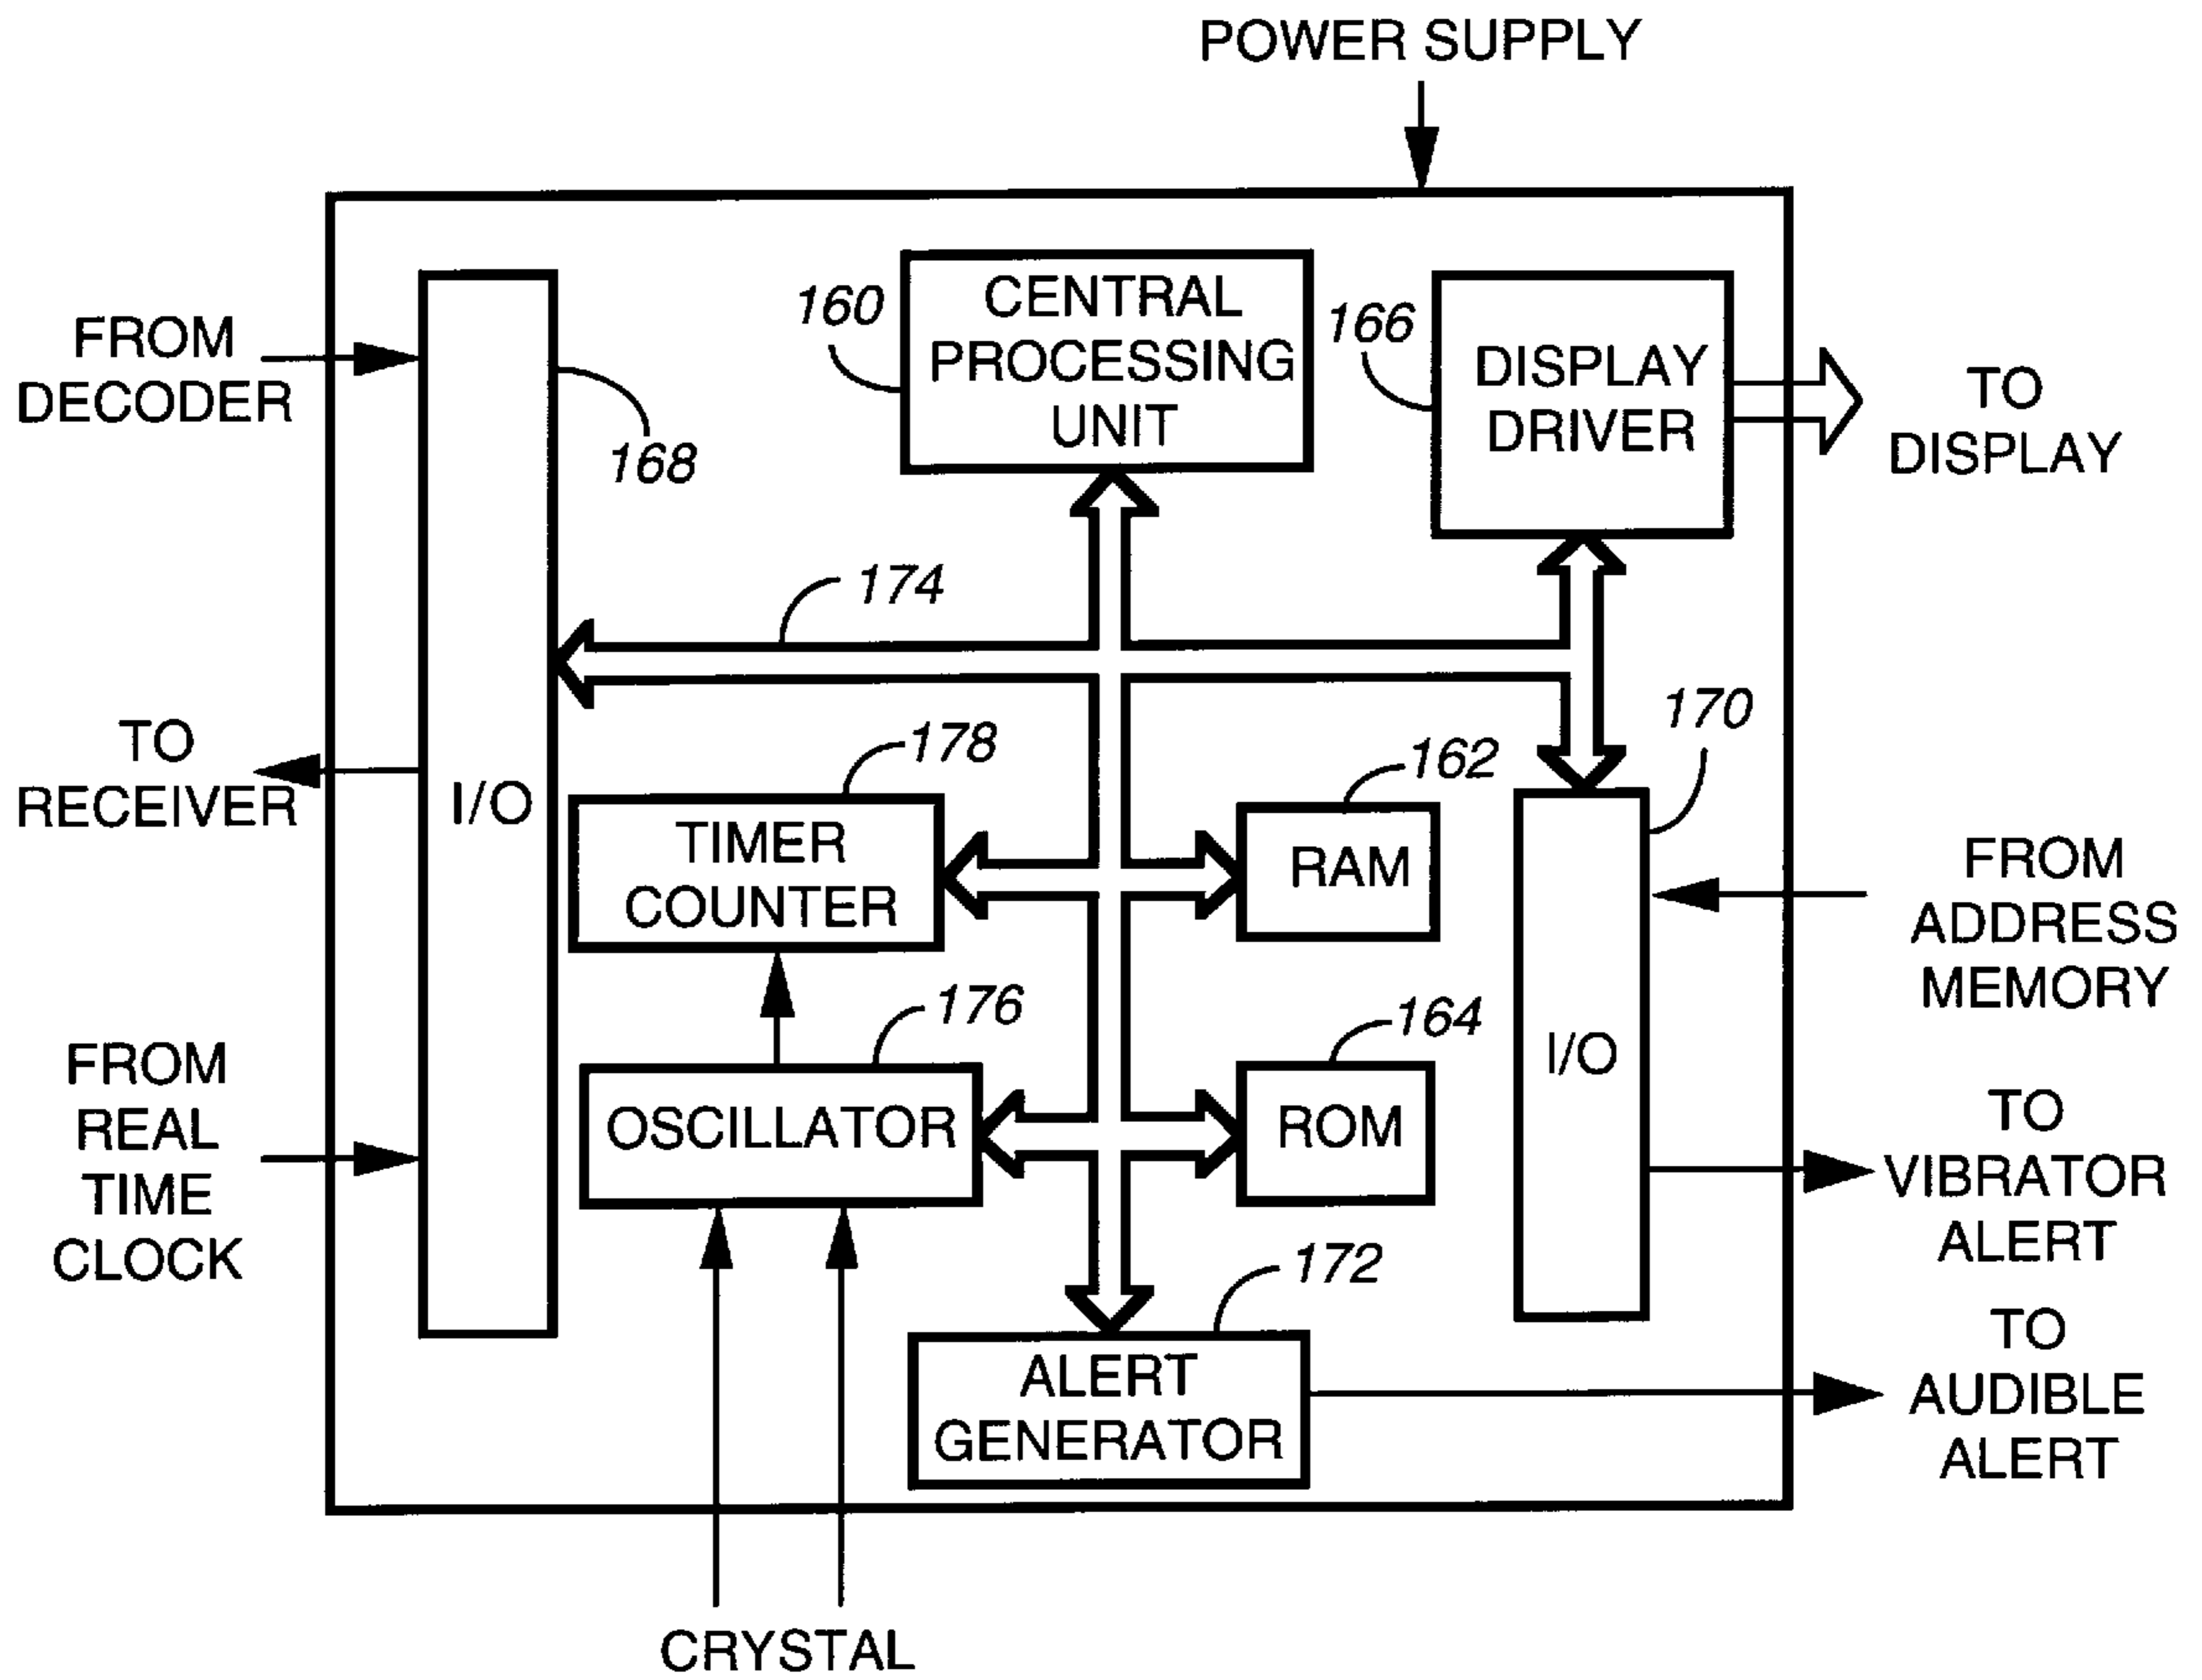 POWER SUPPLY
FROM
DECODER
168
160
CENTRAL
PROCESSING
UNIT
166
DISPLAY
DRIVER
TO
DISPLAY
174
TO
RECEIVER
I/O
178
TIMER
COUNTER
162
RAM
170
FROM
ADDRESS
MEMORY
176
OSCILLATOR
164
ROM
I/O
FROM
REAL
TIME
CLOCK
TO
VIBRATOR
ALERT
172
ALERT
GENERATOR
TO
AUDIBLE
ALERT
CRYSTAL